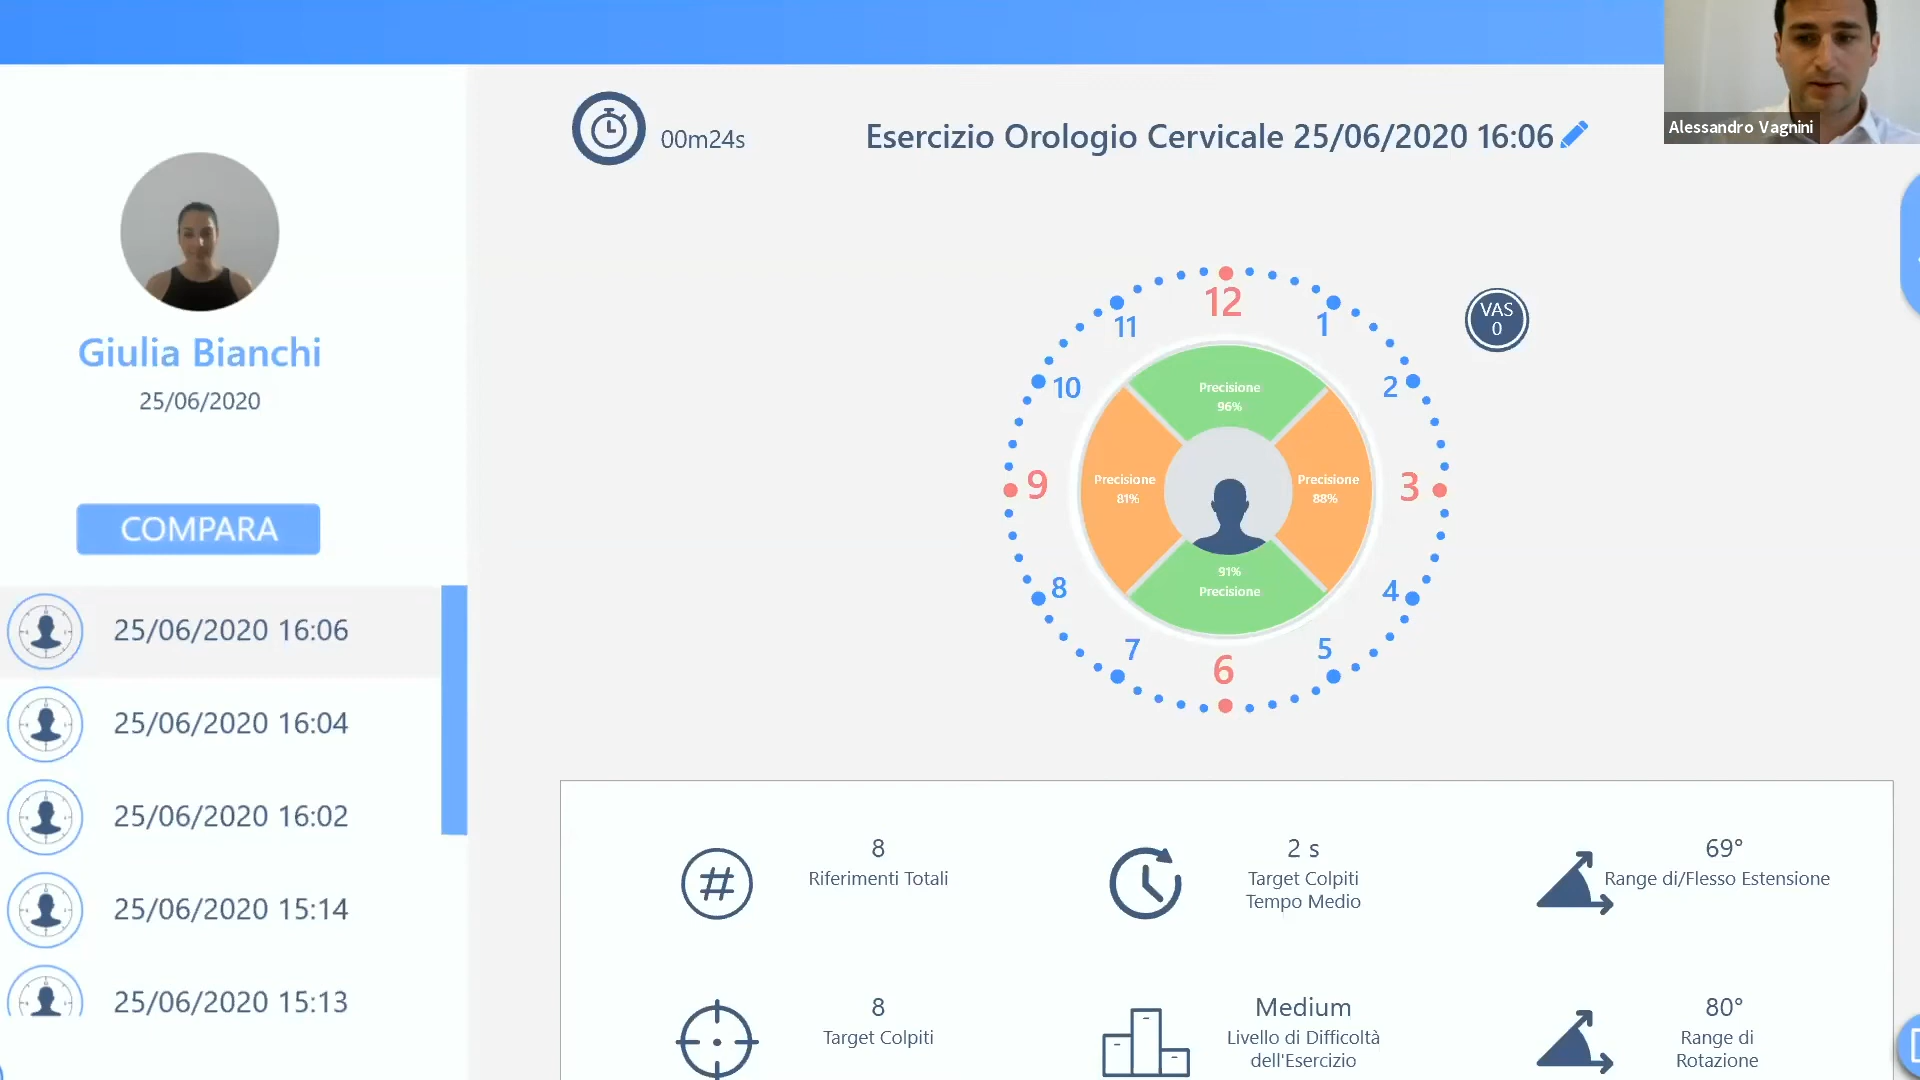 Alessandro Vagnini
00m24s
Esercizio Orologio Cervicale 25/06/2020 16:06
Giulia Bianchi
25/06/2020
COMPARA
25/06/2020 16:06
25/06/2020 16:04
25/06/2020 16:02
25/06/2020 15:14
25/06/2020 15:13
12
1
2
3
4
5
6
7
8
9
10
11
VAS
0
Precisione
96%
Precisione
81%
Precisione
88%
91%
Precisione
#
8
Riferimenti Totali
2 s
Target Colpiti
Tempo Medio
69°
Range di/Flesso Estensione
8
Target Colpiti
Medium
Livello di Difficoltà
dell'Esercizio
80°
Range di
Rotazione